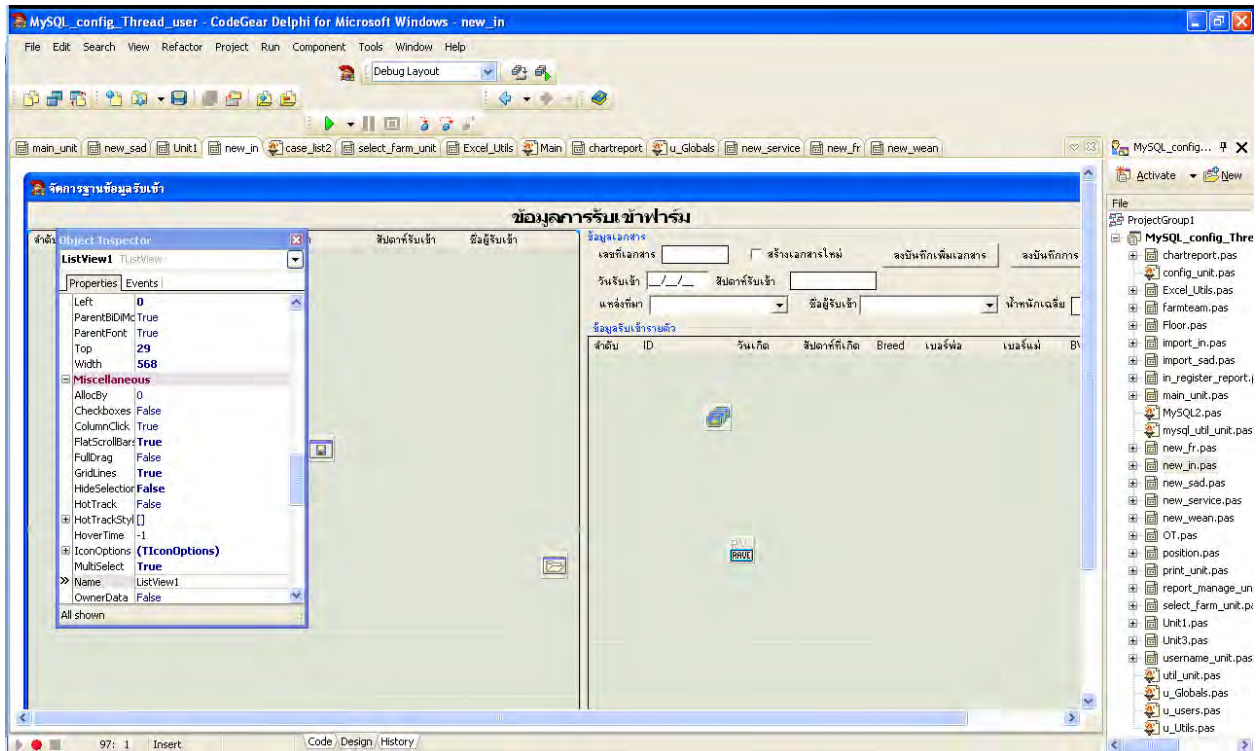 MySQL_config_Thread_user - CodeGear Delphi for Microsoft Windows - new_in
File Edit Search View Refactor Project Run Component Tools Window Help
Debug Layout
main_unit new_sad Unit1 new_in case_list2 select_farm_unit Excel_Utils Main chartreport u_Globals new_service new_fr new_wean
จัดการฐานข้อมูลรับเข้า
ข้อมูลการรับเข้าฟาร์ม
สัปดาห์รับเข้า ชื่อผู้รับเข้า
Object Inspector
ListView1 TListView
Properties Events
Left 0
ParentBiDiMo True
ParentFont True
Top 29
Width 568
Miscellaneous
AllocBy 0
Checkboxes False
ColumnClick True
FlatScrollBars True
FullDrag False
GridLines True
HideSelection False
HotTrack False
HotTrackStyl []
HoverTime -1
IconOptions (TIconOptions)
MultiSelect True
Name ListView1
OwnerData False
All shown
ข้อมูลเอกสาร
เลขที่เอกสาร สร้างเอกสารใหม่ ลงบันทึกเพิ่มเอกสาร ลงบันทึกการ
วันรับเข้า _/_/_ สัปดาห์รับเข้า
แหล่งที่มา ชื่อผู้รับเข้า น้ำหนักเฉลี่ย
ข้อมูลรับเข้ารายตัว
ลำดับ ID วันเกิด สัปดาห์ที่เกิด Breed เบอร์พ่อ เบอร์แม่
RAVE
97: 1 Insert
Code Design History
MySQL_config...
Activate New
File
ProjectGroup1
MySQL_config_Thre
chartreport.pas
config_unit.pas
Excel_Utils.pas
farmteam.pas
Floor.pas
import_in.pas
import_sad.pas
in_register_report.p
main_unit.pas
MySQL2.pas
mysql_util_unit.pas
new_fr.pas
new_in.pas
new_sad.pas
new_service.pas
new_wean.pas
OT.pas
position.pas
print_unit.pas
report_manage_un
select_farm_unit.pa
Unit1.pas
Unit3.pas
username_unit.pas
util_unit.pas
u_Globals.pas
u_users.pas
u_Utils.pas